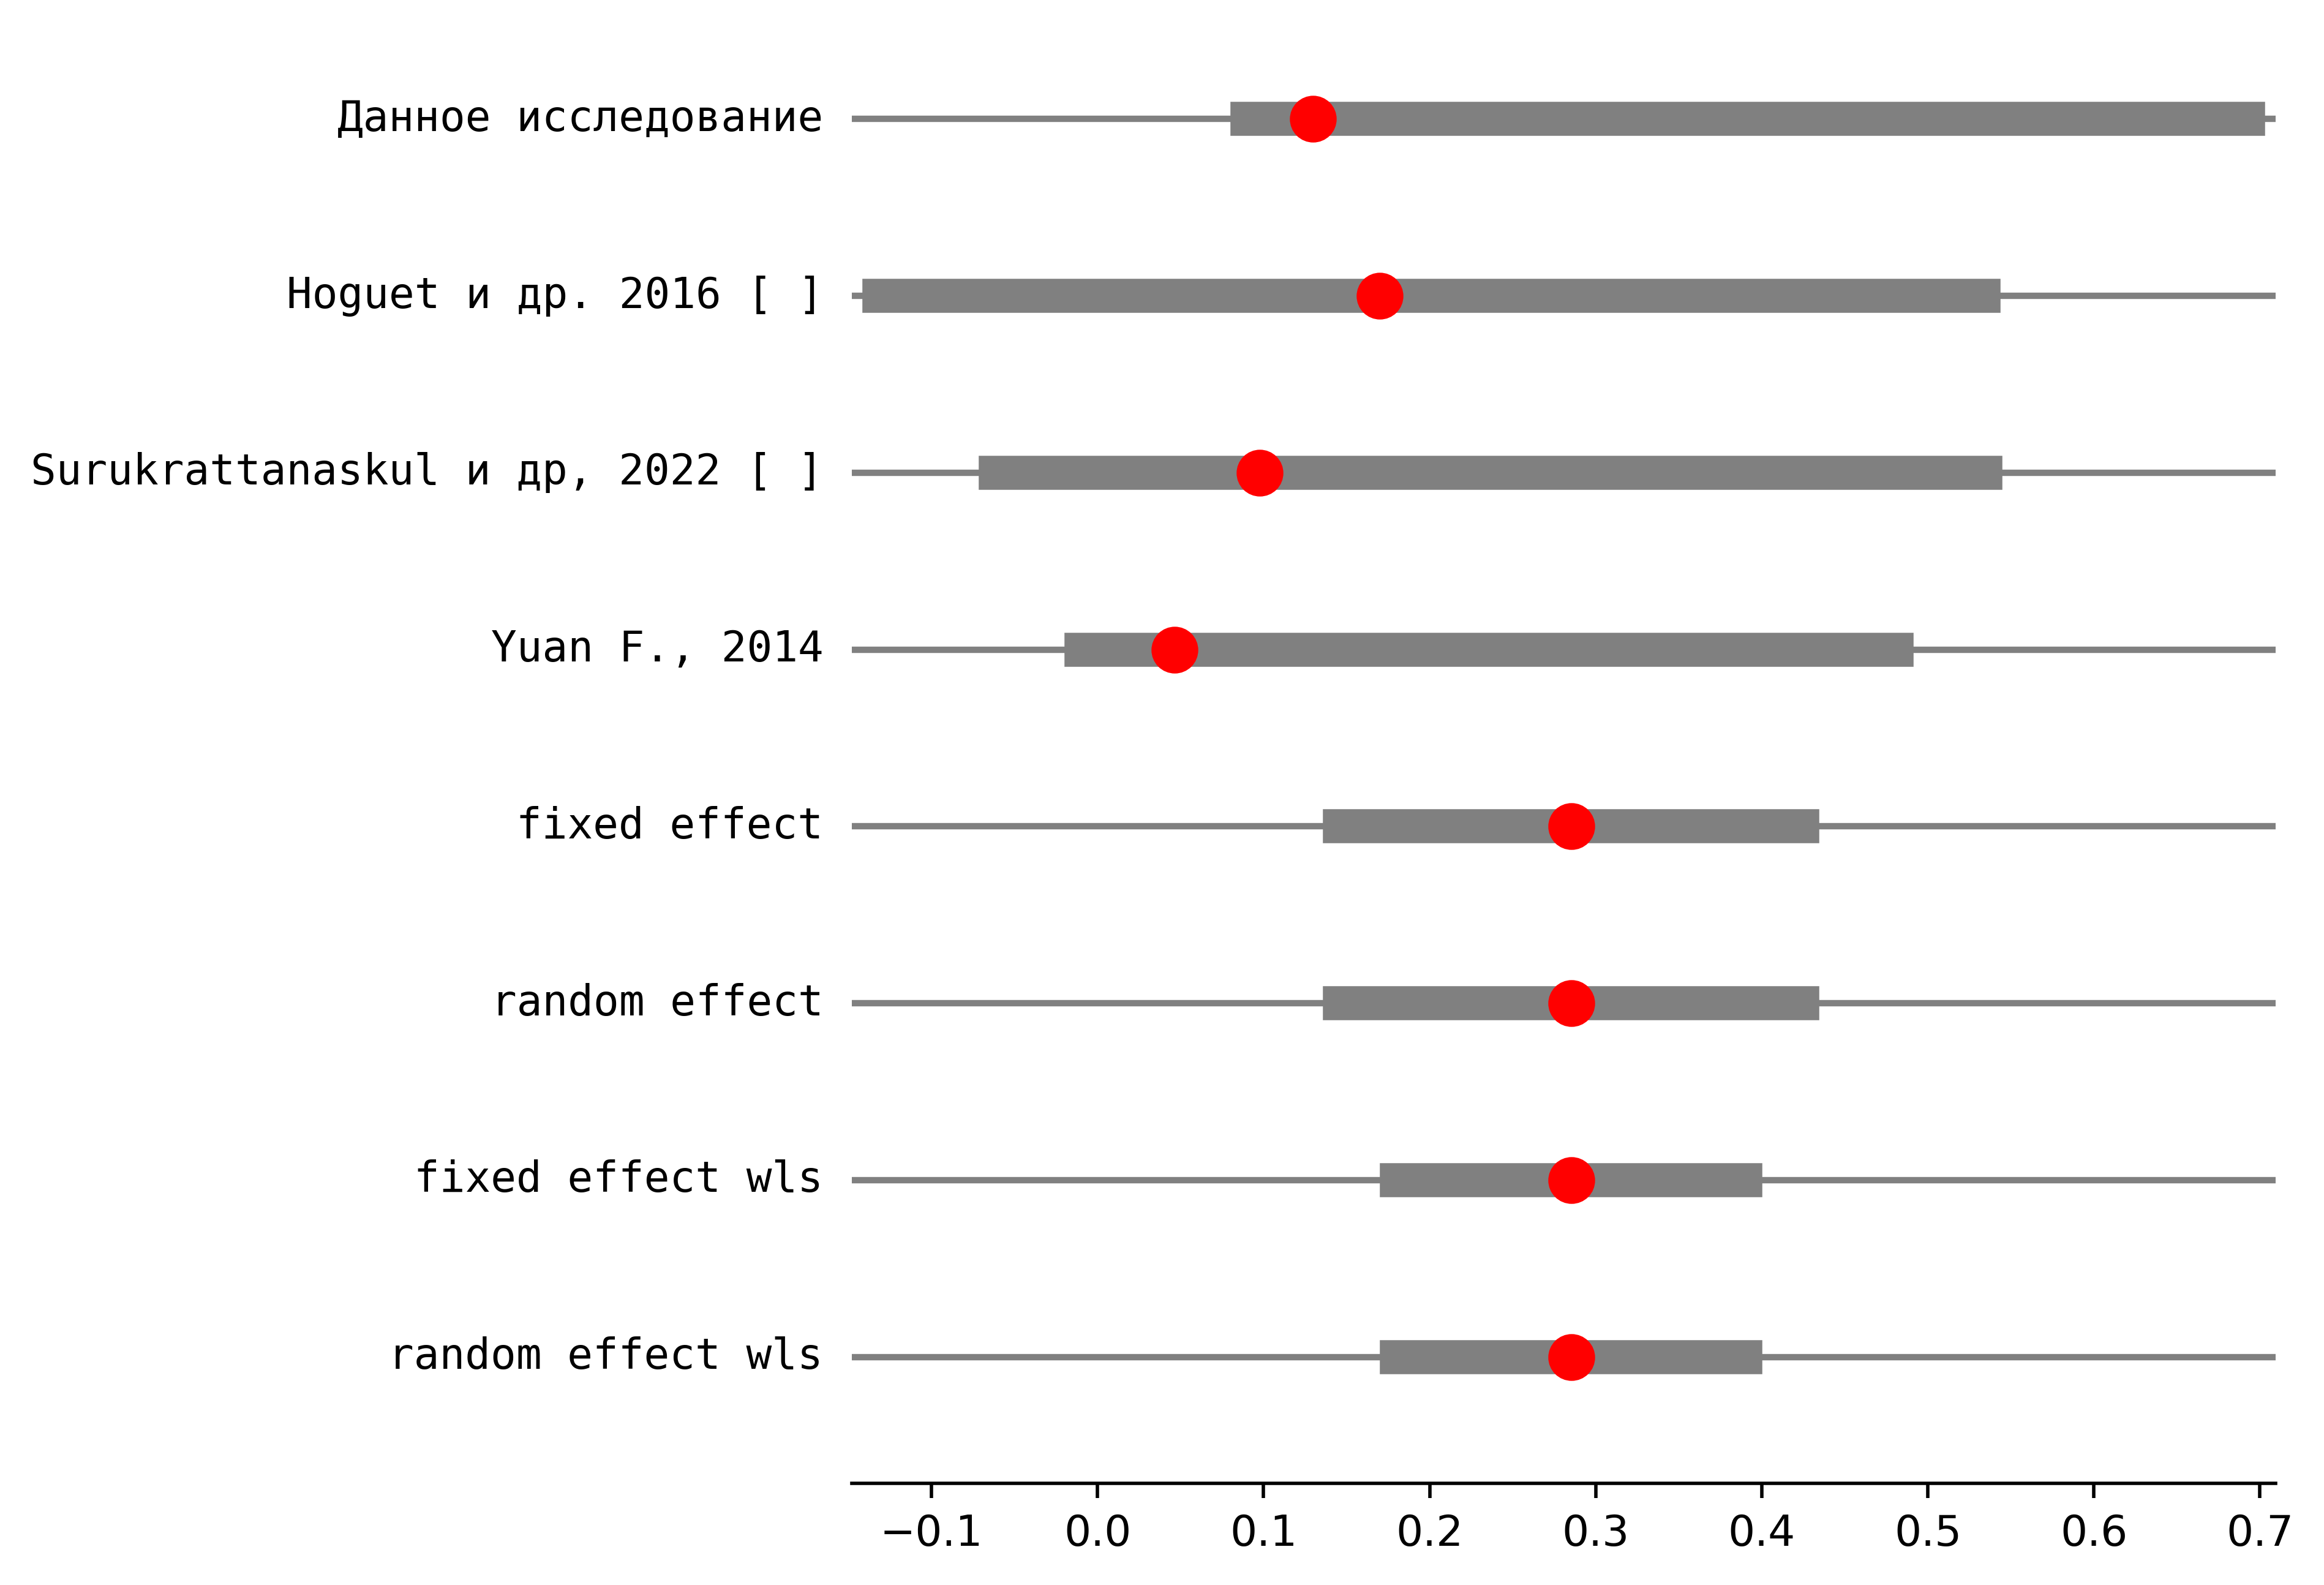 Данное исследование
Hoguet и др. 2016 [ ]
Surukrattanaskul и др, 2022 [ ]
Yuan F., 2014
fixed effect
random effect
fixed effect wls
random effect wls
−0.1 0.0 0.1 0.2 0.3 0.4 0.5 0.6 0.7